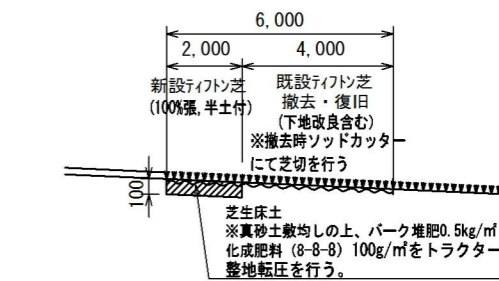 6,000
2,000
4,000
新設ﾃｨﾌﾄﾝ芝
(100%張,半土付)
既設ﾃｨﾌﾄﾝ芝
撤去・復旧
(下地改良含む)
※撤去時ソッドカッター
にて芝切を行う
100
芝生床土
※真砂土敷均しの上、バーク堆肥0.5kg/㎡
化成肥料（8-8-8）100g/㎡をトラクター
整地転圧を行う。